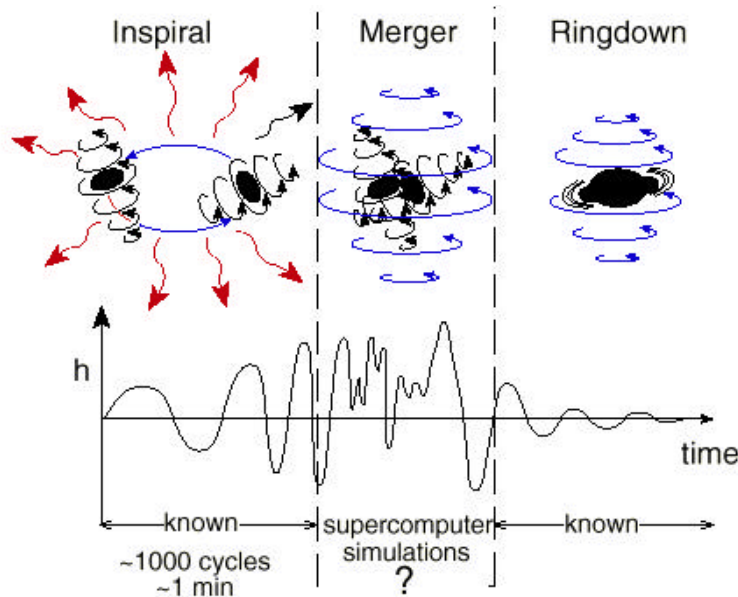 Inspiral
Merger
Ringdown
h
time
known
supercomputer
simulations
?
known
~1000 cycles
~1 min